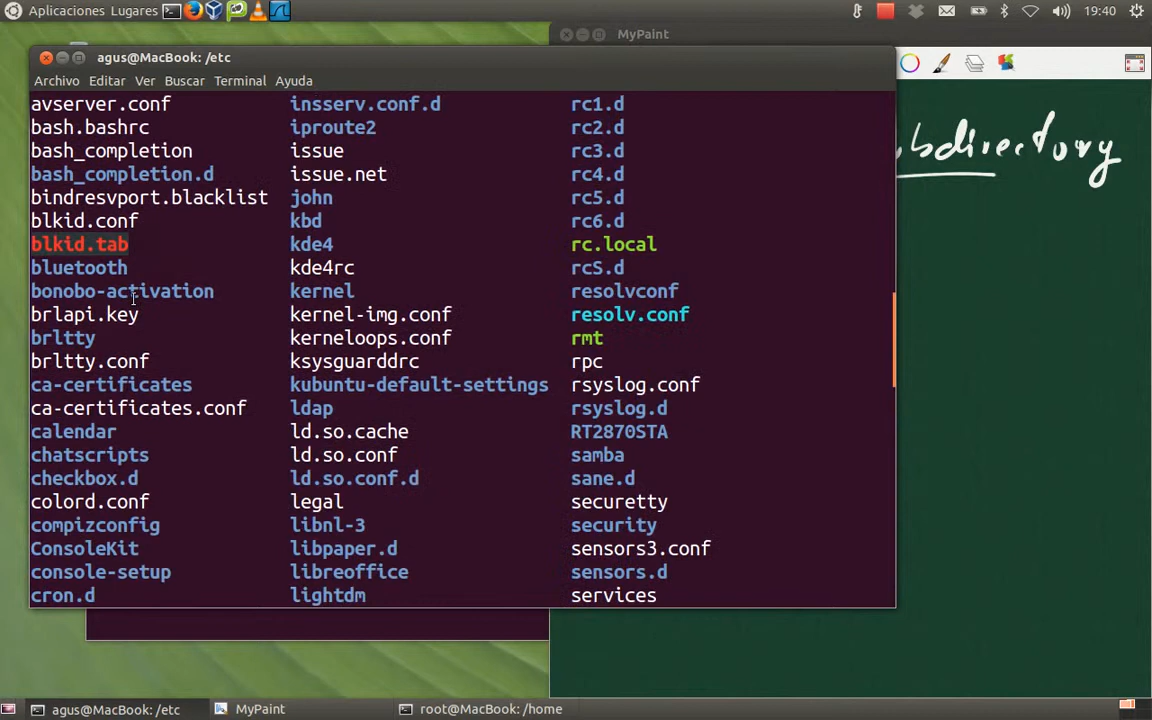 Aplicaciones Lugares 19:40
MyPaint
agus@MacBook: /etc
Archivo Editar Ver Buscar Terminal Ayuda
avserver.conf insserv.conf.d rc1.d
bash.bashrc iproute2 rc2.d
bash_completion issue rc3.d
bash_completion.d issue.net rc4.d
bindresvport.blacklist john rc5.d
blkid.conf kbd rc6.d
blkid.tab kde4 rc.local
bluetooth kde4rc rcS.d
bonobo-activation kernel resolvconf
brlapi.key kernel-img.conf resolv.conf
brltty kerneloops.conf rmt
brltty.conf ksysguarddrc rpc
ca-certificates kubuntu-default-settings rsyslog.conf
ca-certificates.conf ldap rsyslog.d
calendar ld.so.cache RT2870STA
chatscripts ld.so.conf samba
checkbox.d ld.so.conf.d sane.d
colord.conf legal securetty
compizconfig libnl-3 security
ConsoleKit libpaper.d sensors3.conf
console-setup libreoffice sensors.d
cron.d lightdm services
bdirectory
agus@MacBook: /etc MyPaint root@MacBook: /home